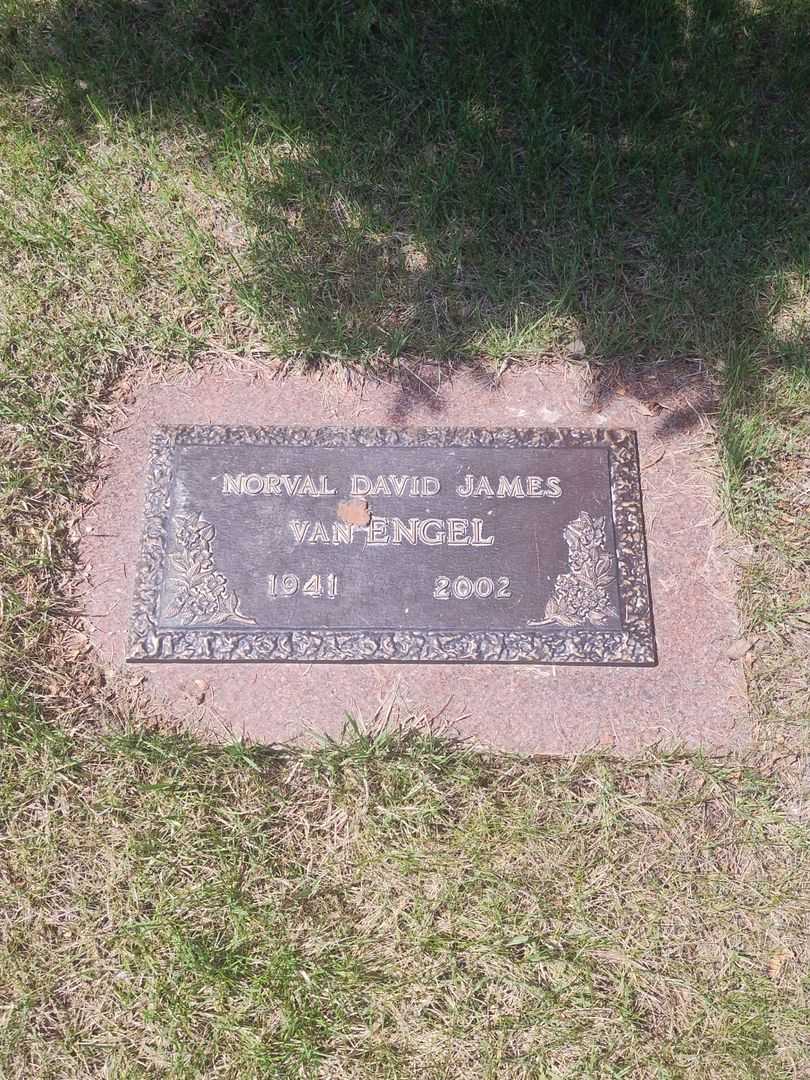 NORVAL DAVID JAMES
VAN ENGEL
1941 2002